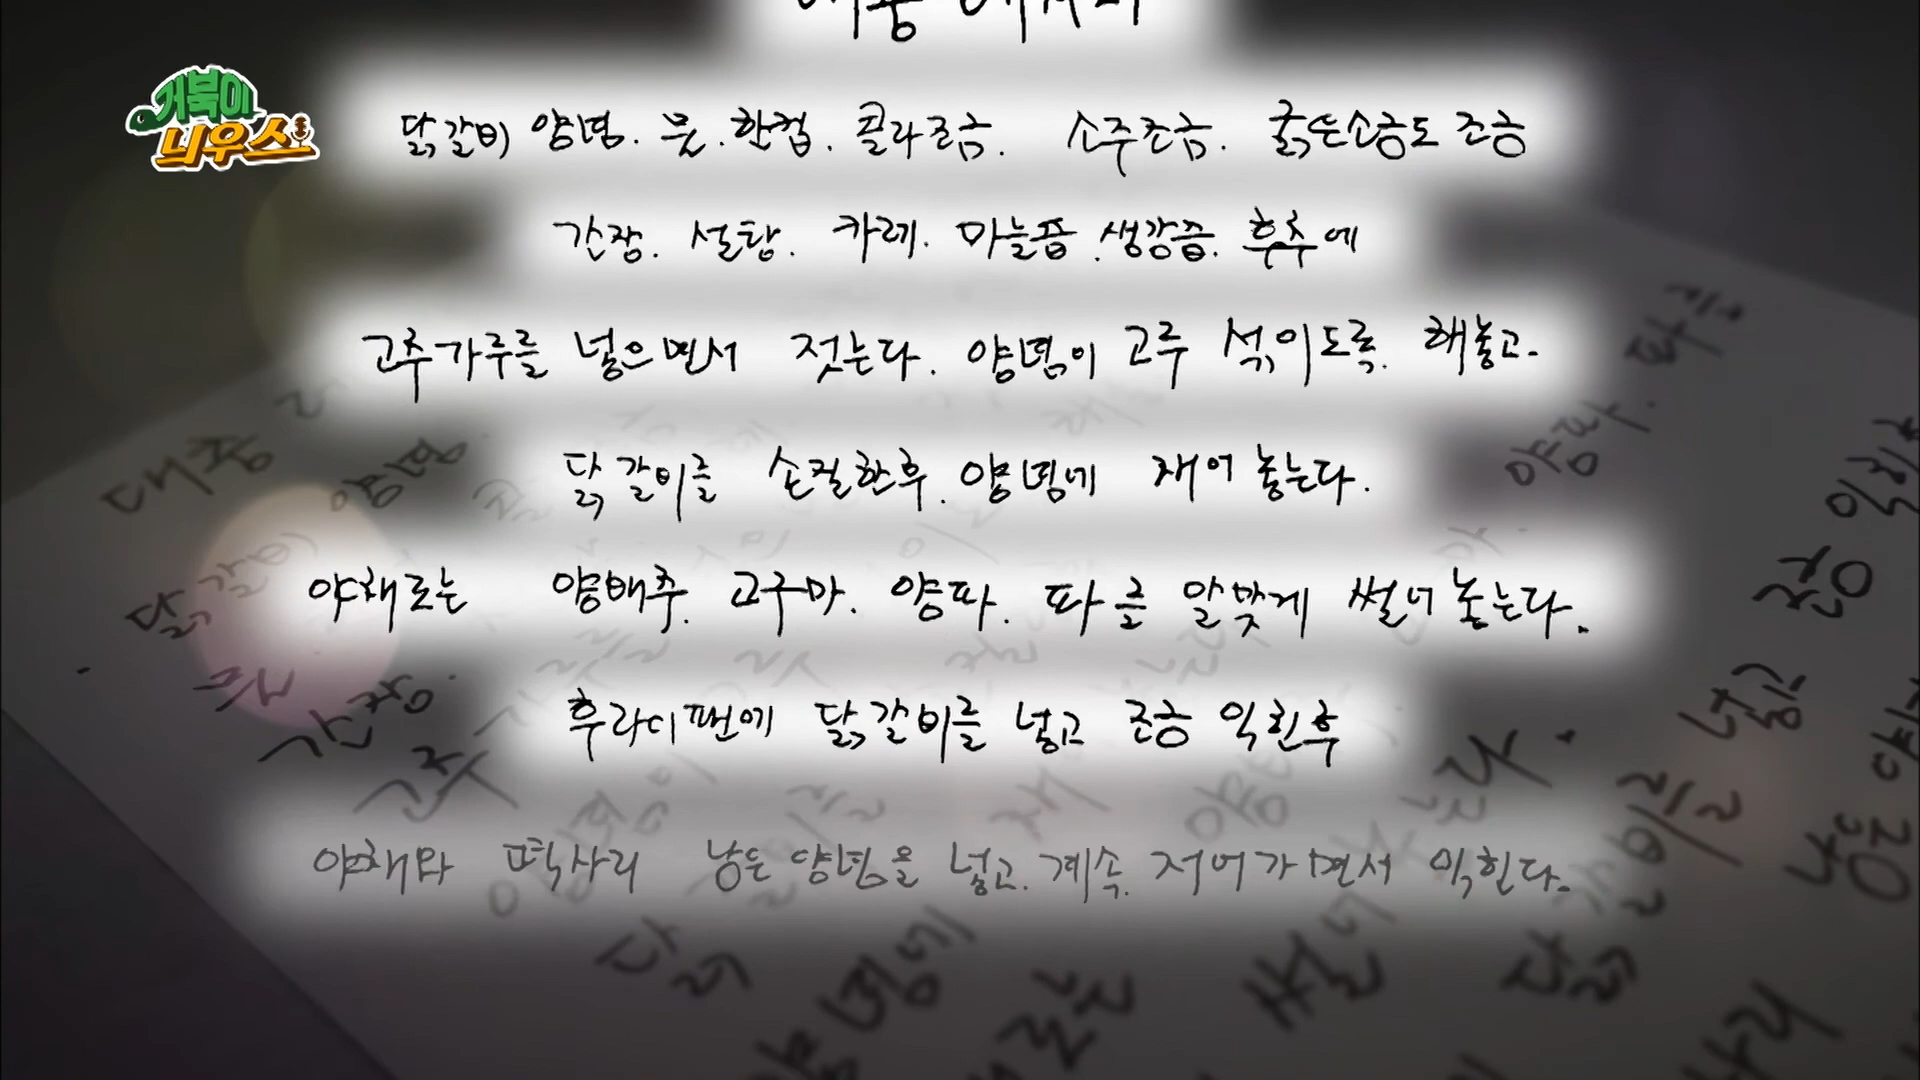 거북이
늬우스
닭갈비 양념. 물. 한컵. 콜라조금. 소주조금. 굵은소금도 조금
간장. 설탕. 카레. 마늘즙. 생강즙. 후추에
고추가루를 넣으면서 젓는다. 양념이 고루 석이도록. 해놓고.
닭갈비를 손컬한후. 양념에 재어 놓는다.
야채로는 양배추. 고구마. 양파. 파를 알맞게 썰너 놓는다.
후라이팬에 닭갈비를 넣고 조금 익힌후
야채와 떡사리 남은 양념을 넣고. 계속. 저어가면서 익힌다.